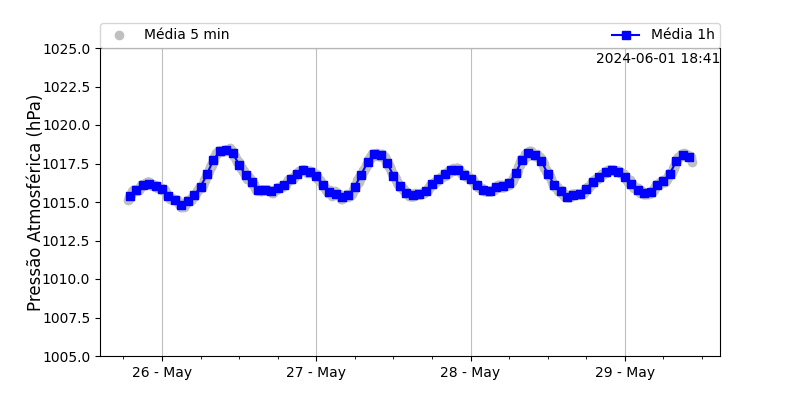 Média 5 min
Média 1h
2024-06-01 18:41
Pressão Atmosférica (hPa)
1025.0
1022.5
1020.0
1017.5
1015.0
1012.5
1010.0
1007.5
1005.0
26 - May
27 - May
28 - May
29 - May